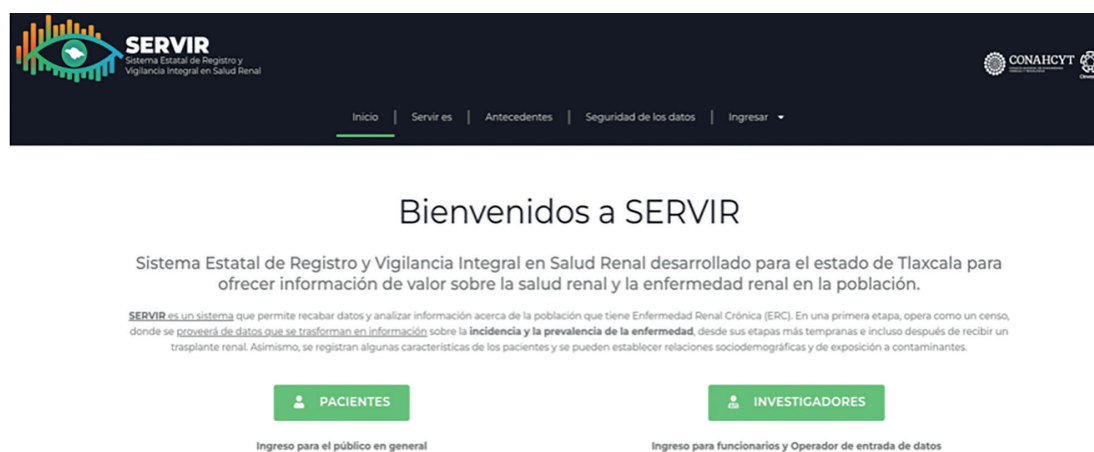 SERVIR
Sistema Estatal de Registro y
Vigilancia Integral en Salud Renal
CONAHCYT
Inicio | Servir es | Antecedentes | Seguridad de los datos | Ingresar
Bienvenidos a SERVIR
Sistema Estatal de Registro y Vigilancia Integral en Salud Renal desarrollado para el estado de Tlaxcala para
ofrecer información de valor sobre la salud renal y la enfermedad renal en la población.
SERVIR es un sistema que permite recabar datos y analizar información acerca de la población que tiene Enfermedad Renal Crónica (ERC). En una primera etapa, opera como un censo,
donde se proveerá de datos que se trasforman en información sobre la incidencia y la prevalencia de la enfermedad, desde sus etapas más tempranas e incluso después de recibir un
trasplante renal. Asimismo, se registran algunas características de los pacientes y se pueden establecer relaciones sociodemográficas y de exposición a contaminantes.
PACIENTES
INVESTIGADORES
Ingreso para el público en general
Ingreso para funcionarios y Operador de entrada de datos